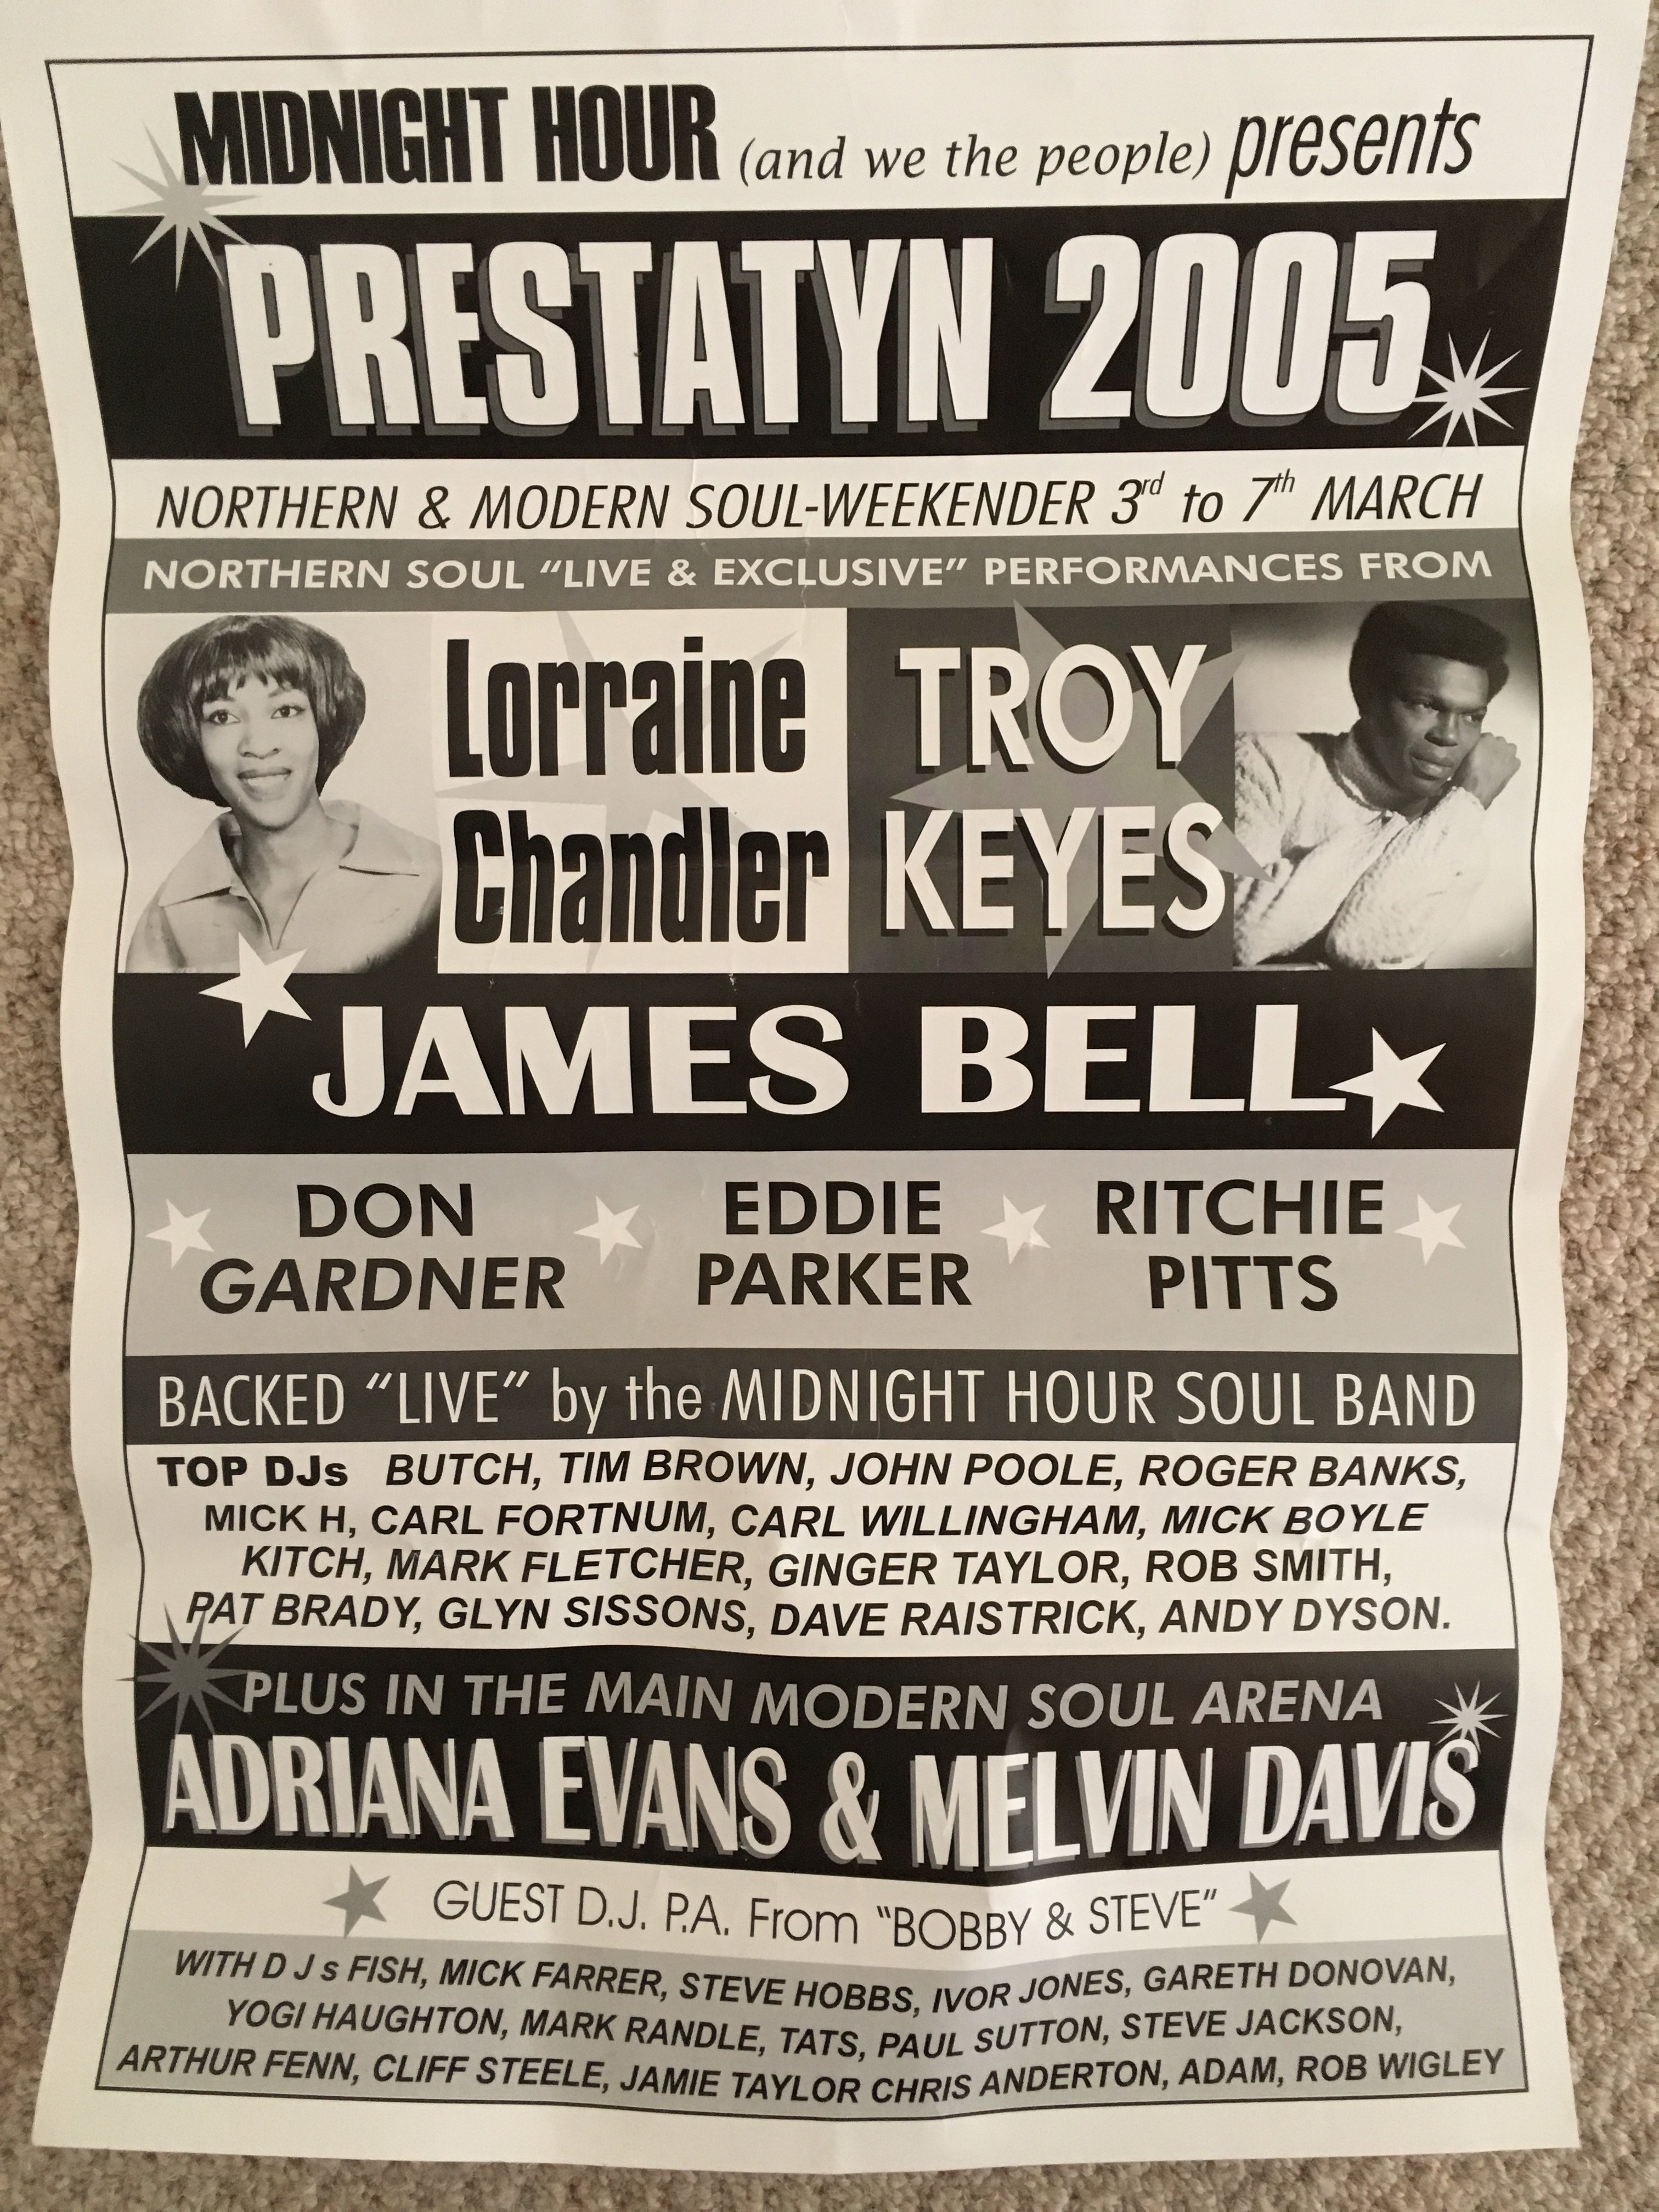 MIDNIGHT HOUR (and we the people) presents
PRESTATYN 2005
NORTHERN & MODERN SOUL-WEEKENDER 3rd to 7th MARCH
NORTHERN SOUL “LIVE & EXCLUSIVE” PERFORMANCES FROM
Lorraine
Chandler
TROY
KEYES
JAMES BELL
DON
GARDNER
EDDIE
PARKER
RITCHIE
PITTS
BACKED “LIVE” by the MIDNIGHT HOUR SOUL BAND
TOP DJs BUTCH, TIM BROWN, JOHN POOLE, ROGER BANKS,
MICK H, CARL FORTNUM, CARL WILLINGHAM, MICK BOYLE
KITCH, MARK FLETCHER, GINGER TAYLOR, ROB SMITH,
PAT BRADY, GLYN SISSONS, DAVE RAISTRICK, ANDY DYSON.
PLUS IN THE MAIN MODERN SOUL ARENA
ADRIANA EVANS & MELVIN DAVIS
GUEST D.J. P.A. From “BOBBY & STEVE”
WITH D J s FISH, MICK FARRER, STEVE HOBBS, IVOR JONES, GARETH DONOVAN,
YOGI HAUGHTON, MARK RANDLE, TATS, PAUL SUTTON, STEVE JACKSON,
ARTHUR FENN, CLIFF STEELE, JAMIE TAYLOR CHRIS ANDERTON, ADAM, ROB WIGLEY